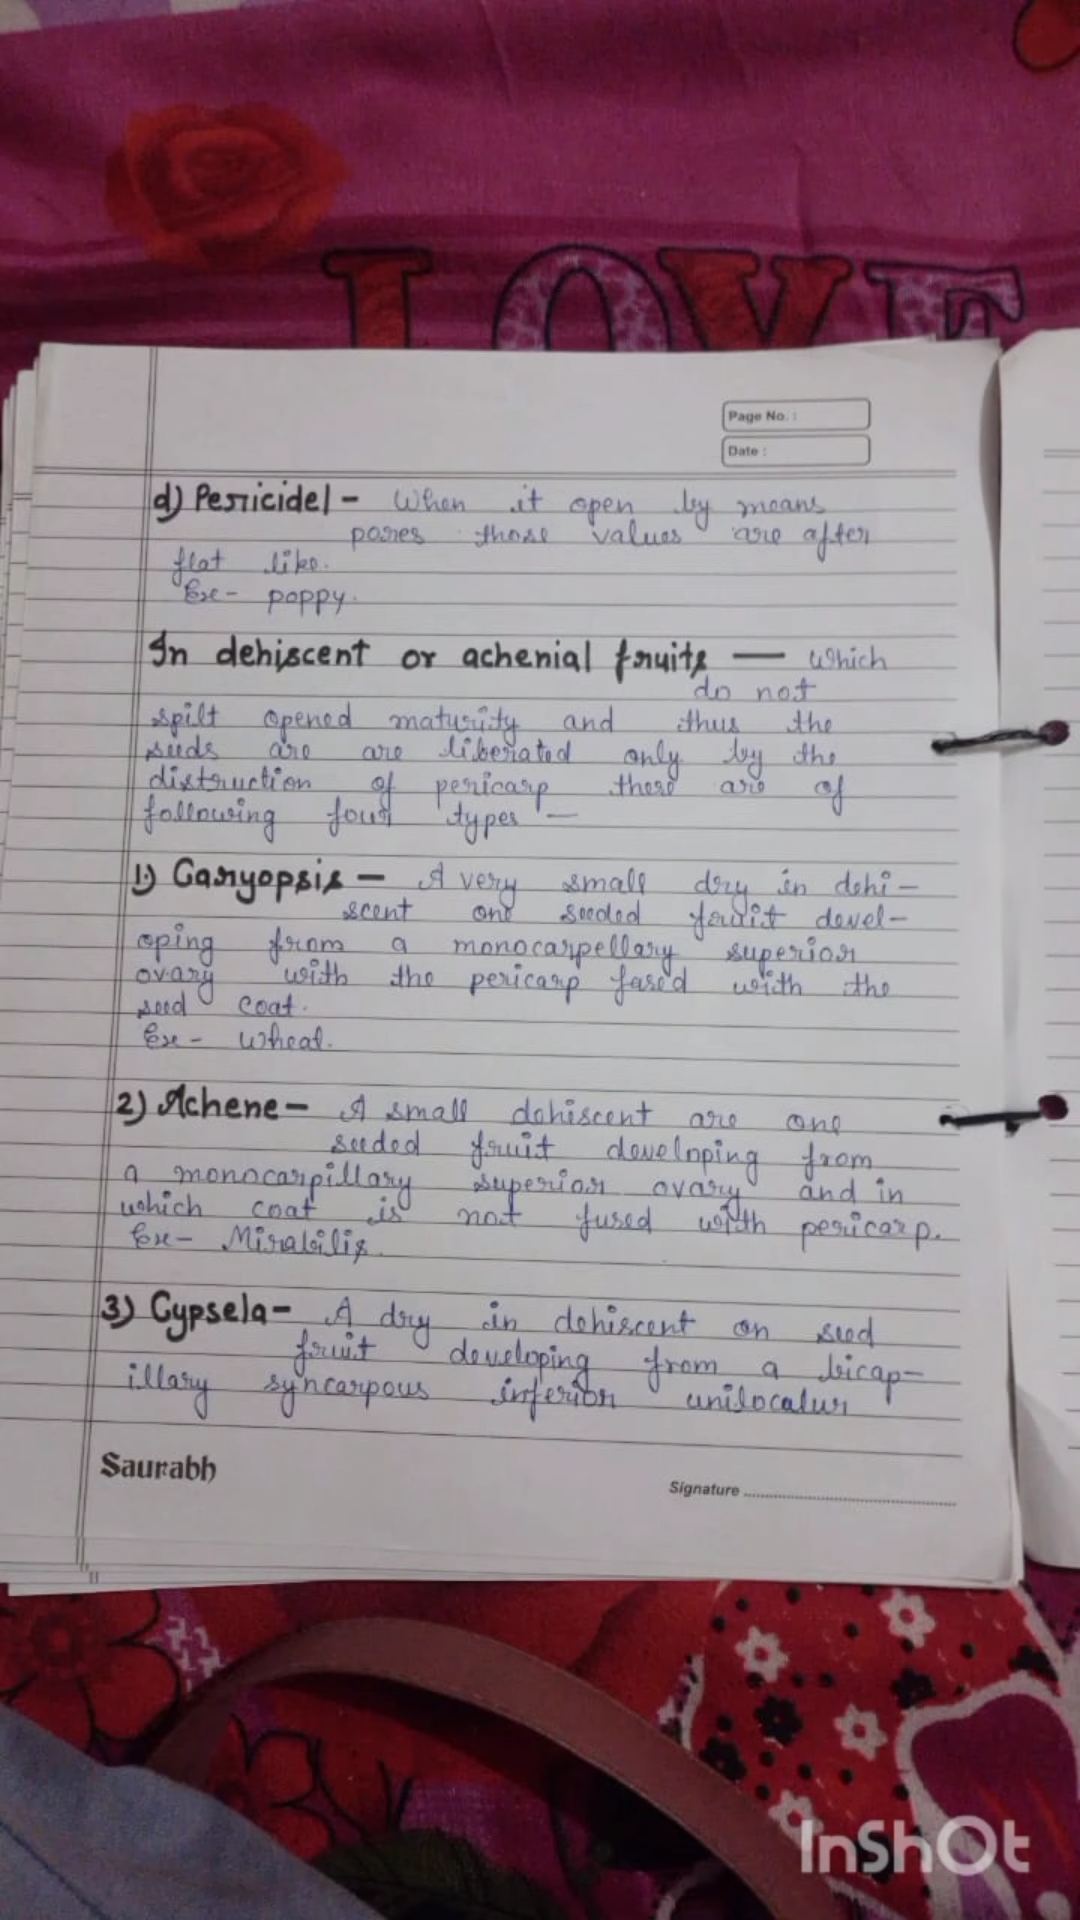 LOVE
Page No. :
Date :
d) Pericidel - When it open by means
pores those values are after
flat like.
Ex- poppy.
In dehiscent or achenial fruits — which
do not
spilt opened maturity and thus the
seeds are are liberated only by the
distruction of pericarp there are of
following four types —
1.) Caryopsis - A very small dry in dehi -
scent one seeded fruit devel-
oping from a monocarpellary superior
ovary with the pericarp fased with the
seed coat.
Ex- wheat.
2) Achene - A small dehiscent are one
seeded fruit developing from
a monocarpillary superior ovary and in
which coat is not fused with pericarp.
Ex- Mirabilis.
3) Cypsela - A dry in dehiscent on seed
fruit developing from a bicap-
illary syncarpous inferior unilocalur
Saurabh
Signature
InShOt